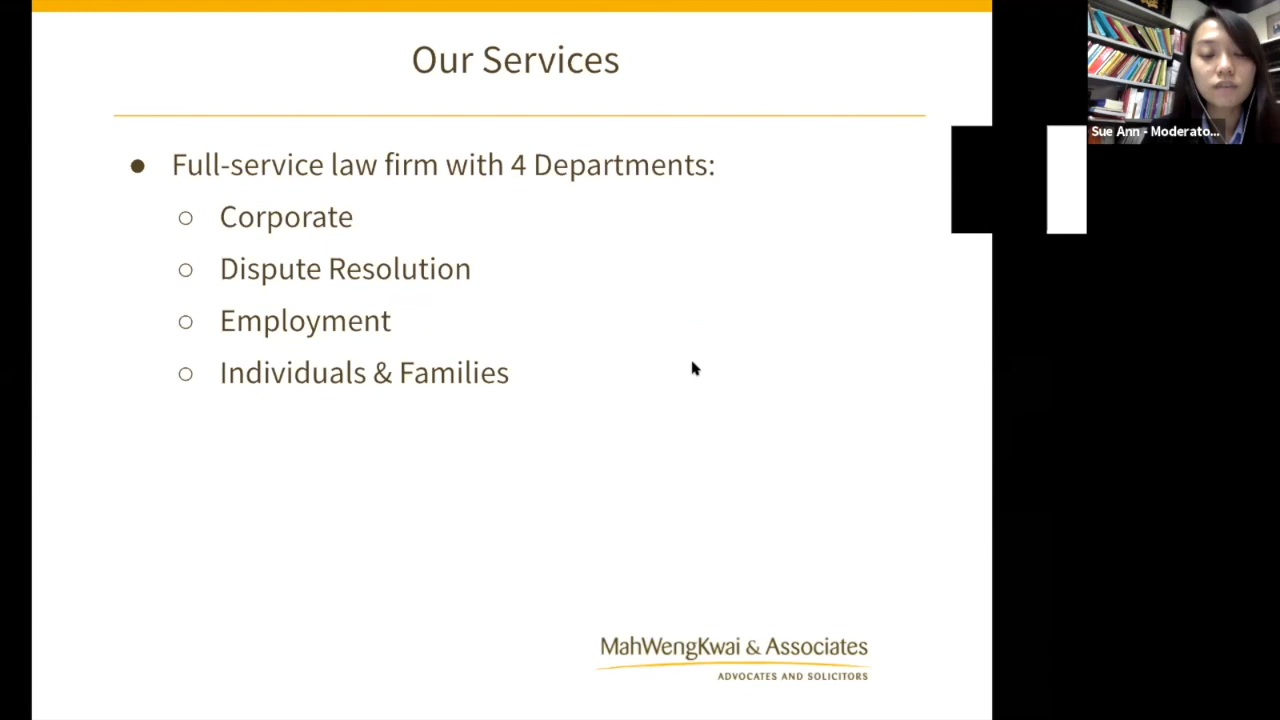 Our Services
● Full-service law firm with 4 Departments:
○ Corporate
○ Dispute Resolution
○ Employment
○ Individuals & Families
MahWengKwai & Associates
ADVOCATES AND SOLICITORS
Sue Ann - Moderato...